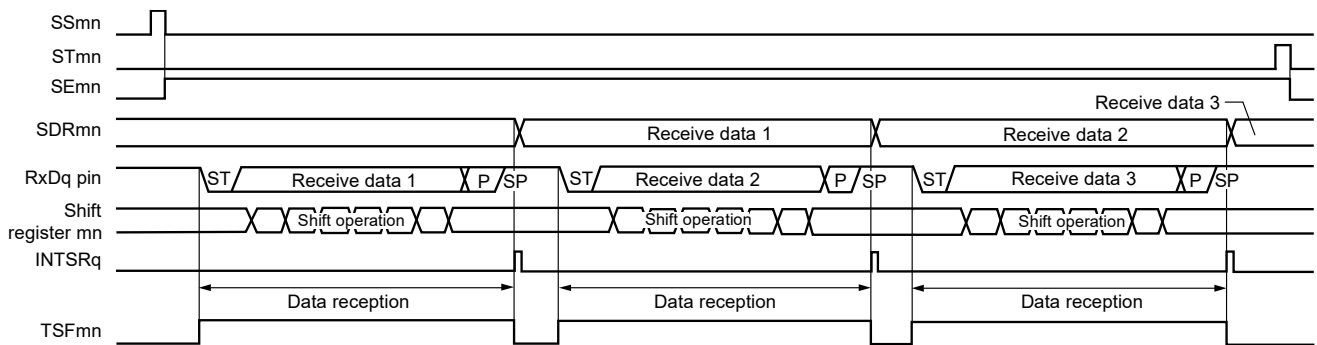 SSmn
STmn
SEmn
Receive data 3
SDRmn
Receive data 1
Receive data 2
RxDq pin
ST
Receive data 1
P
SP
ST
Receive data 2
P
SP
ST
Receive data 3
P
SP
Shift
register mn
Shift operation
Shift operation
Shift operation
INTSRq
Data reception
Data reception
Data reception
TSFmn